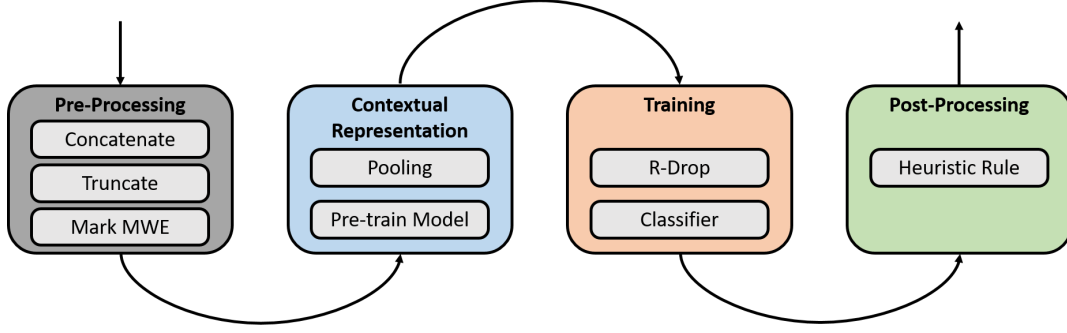 Pre-Processing
Concatenate
Truncate
Mark MWE
Contextual
Representation
Pooling
Pre-train Model
Training
R-Drop
Classifier
Post-Processing
Heuristic Rule